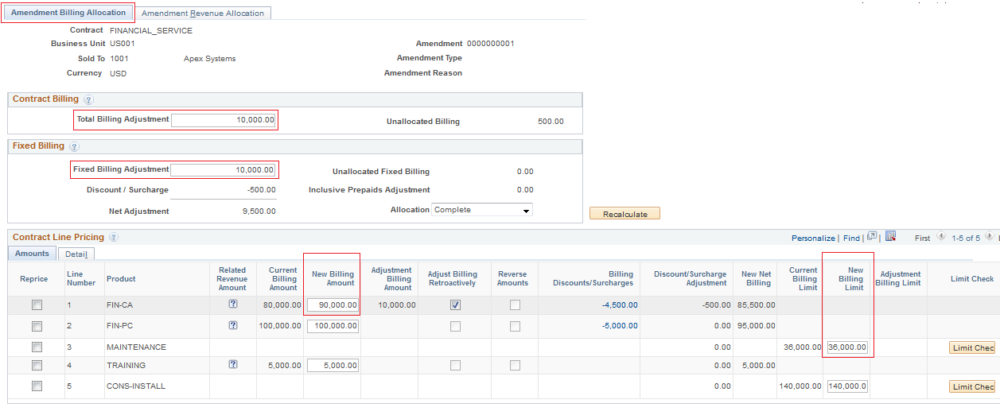 Amendment Billing Allocation
Amendment Revenue Allocation
Contract FINANCIAL_SERVICE
Business Unit US001 Amendment 0000000001
Sold To 1001 Apex Systems Amendment Type
Currency USD Amendment Reason
Contract Billing ?
Total Billing Adjustment 10,000.00 Unallocated Billing 500.00
Fixed Billing ?
Fixed Billing Adjustment 10,000.00 Unallocated Fixed Billing 0.00
Discount / Surcharge -500.00 Inclusive Prepaids Adjustment 0.00
Net Adjustment 9,500.00 Allocation Complete
Recalculate
Contract Line Pricing ? Personalize | Find | | First 1-5 of 5
Amounts Detail
Reprice Line Number Product Related Revenue Amount Current Billing Amount New Billing Amount Adjustment Billing Amount Adjust Billing Retroactively Reverse Amounts Billing Discounts/Surcharges Discount/Surcharge Adjustment New Net Billing Current Billing Limit New Billing Limit Adjustment Billing Limit Limit Check
1 FIN-CA ? 80,000.00 90,000.00 10,000.00 -4,500.00 -500.00 85,500.00
2 FIN-PC ? 100,000.00 100,000.00 -5,000.00 0.00 95,000.00
3 MAINTENANCE 0.00 36,000.00 36,000.00 Limit Chec
4 TRAINING ? 5,000.00 5,000.00 0.00 5,000.00
5 CONS-INSTALL 0.00 140,000.00 140,000.0 Limit Chec